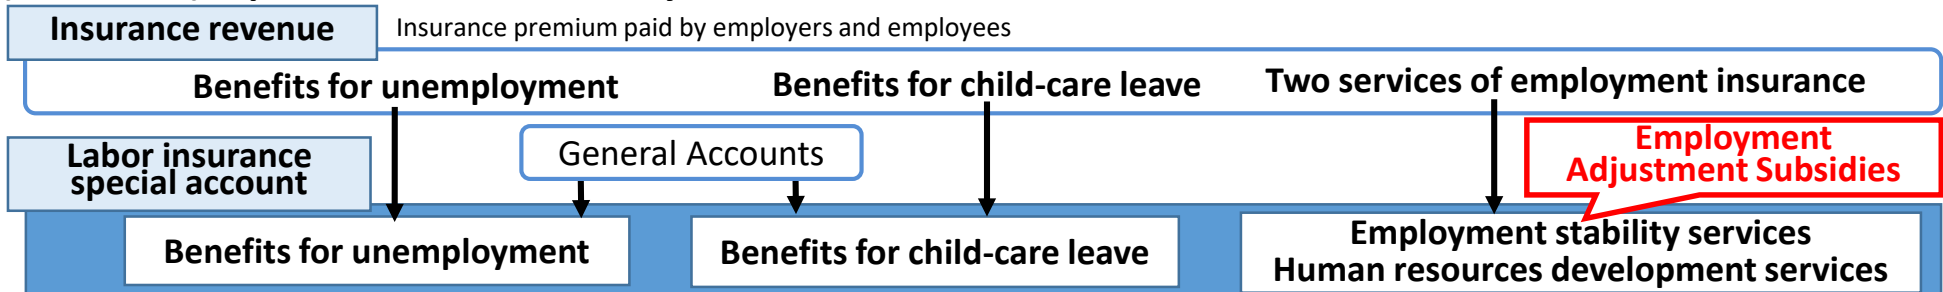 Insurance revenue
Insurance premium paid by employers and employees
Benefits for unemployment
Benefits for child-care leave
Two services of employment insurance
Labor insurance
special account
General Accounts
Employment
Adjustment Subsidies
Benefits for unemployment
Benefits for child-care leave
Employment stability services
Human resources development services